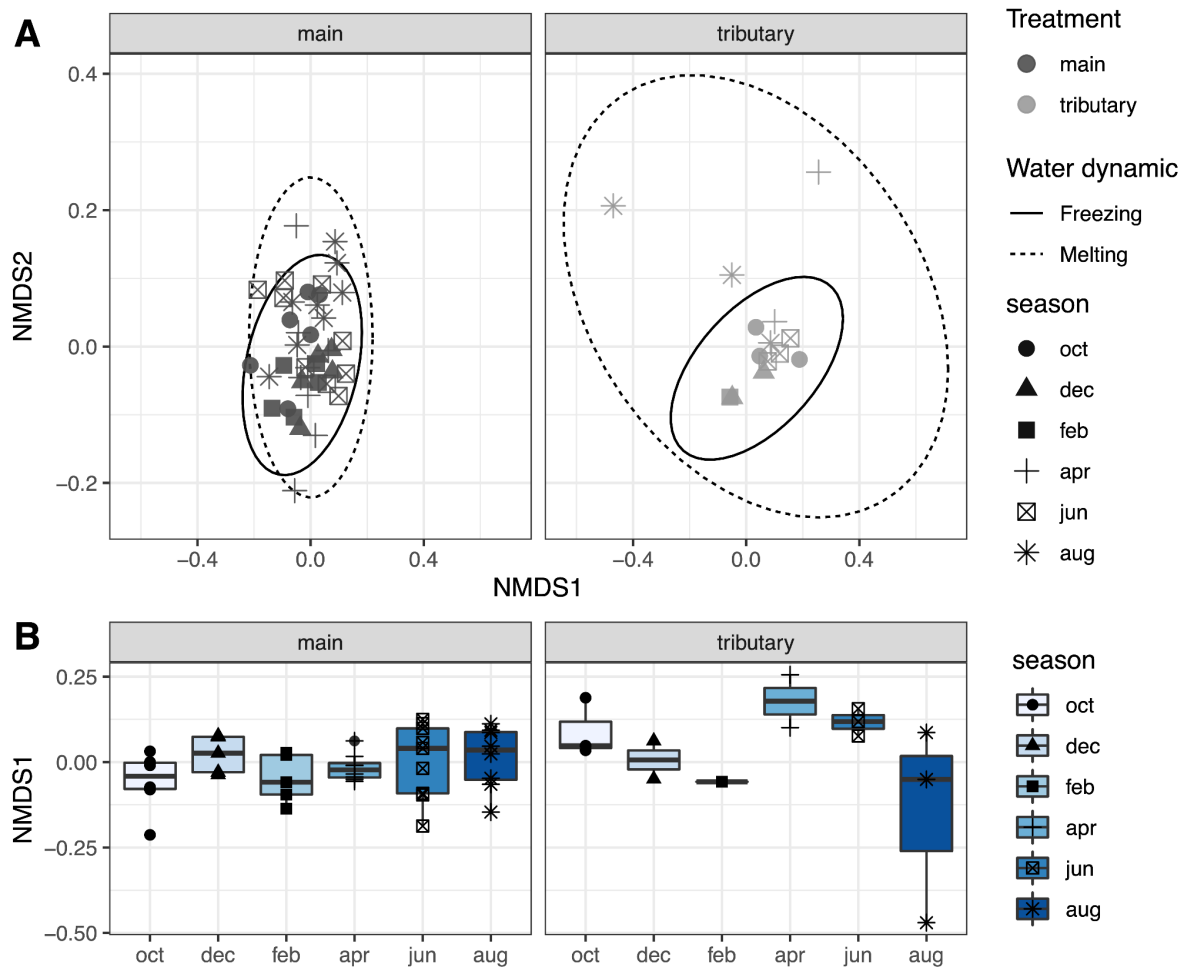 A
main
tributary
0.4
0.2
0.0
−0.2
NMDS2
−0.4
0.0
0.4
−0.4
0.0
0.4
NMDS1
Treatment
main
tributary
Water dynamic
Freezing
Melting
season
oct
dec
feb
apr
jun
aug
B
main
tributary
0.25
0.00
−0.25
−0.50
NMDS1
oct
dec
feb
apr
jun
aug
oct
dec
feb
apr
jun
aug
season
oct
dec
feb
apr
jun
aug